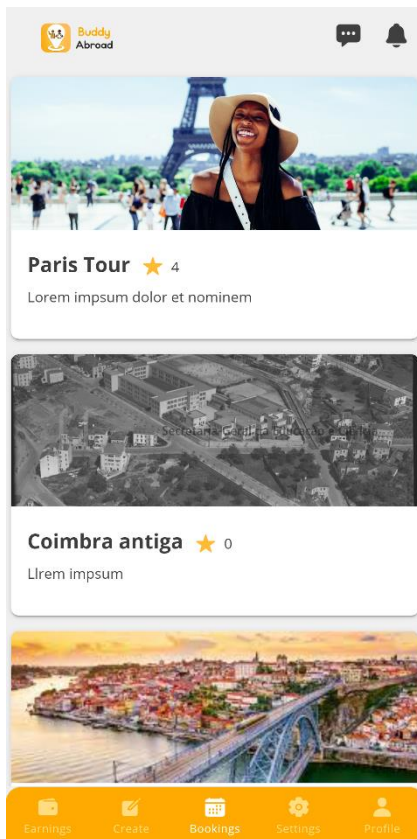 Buddy
Abroad
Paris Tour 4
Lorem impsum dolor et nominem
Coimbra antiga 0
Lirem impsum
Earnings Create Bookings Settings Profile